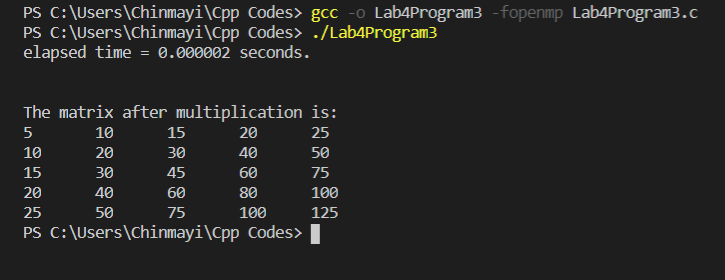 PS C:\Users\Chinmayi\Cpp Codes> gcc -o Lab4Program3 -fopenmp Lab4Program3.c
PS C:\Users\Chinmayi\Cpp Codes> ./Lab4Program3
elapsed time = 0.000002 seconds.
The matrix after multiplication is:
5 10 15 20 25
10 20 30 40 50
15 30 45 60 75
20 40 60 80 100
25 50 75 100 125
PS C:\Users\Chinmayi\Cpp Codes>